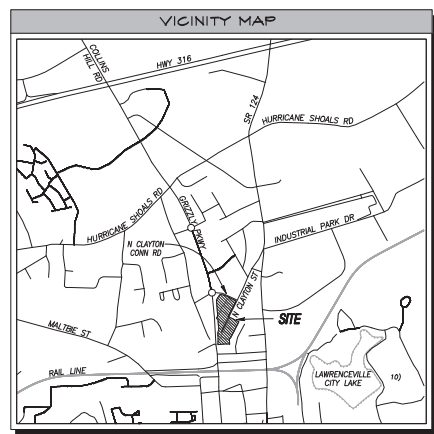 VICINITY MAP
COLLINS
HILL RD
HWY 316
SR 124
HURRICANE SHOALS RD
GRIZZLY PKWY
HURRICANE SHOALS RD
INDUSTRIAL PARK DR
N CLAYTON
CONN RD
N CLAYTON ST
SITE
MALTBIE ST
RAIL LINE
LAWRENCEVILLE
CITY LAKE
10)